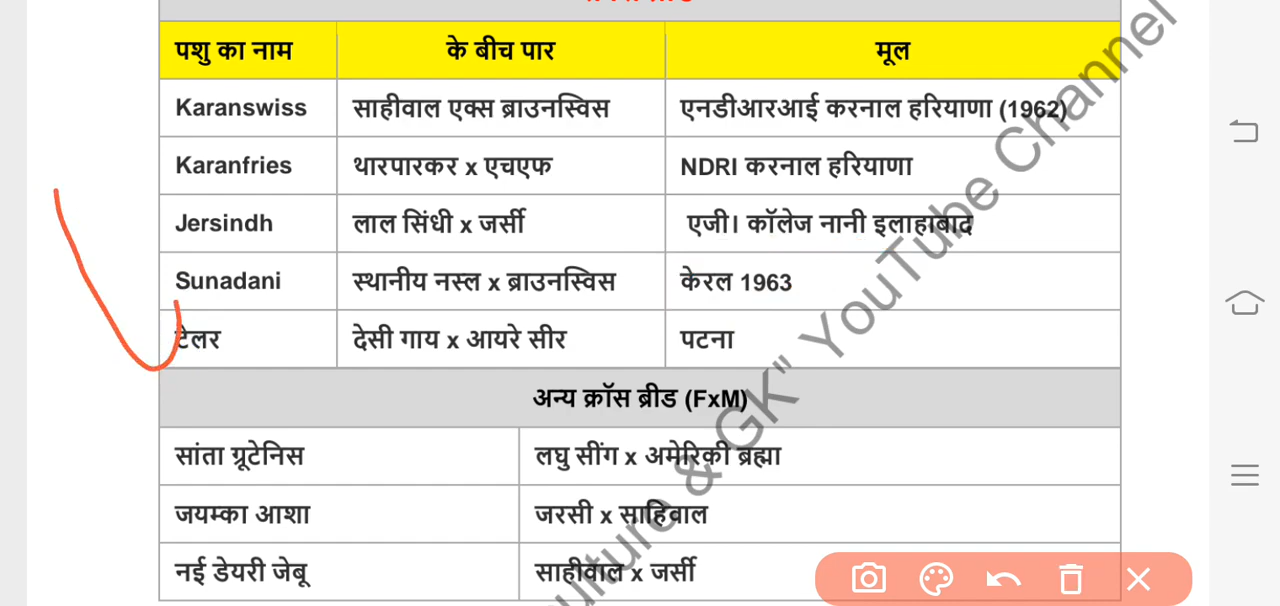 पशु का नाम के बीच पार मूल
Karanswiss साहीवाल एक्स ब्राउनस्विस एनडीआरआई करनाल हरियाणा (1962)
Karanfries थारपारकर x एचएफ NDRI करनाल हरियाणा
Jersindh लाल सिंधी x जर्सी एजी। कॉलेज नानी इलाहाबाद
Sunadani स्थानीय नस्ल x ब्राउनस्विस केरल 1963
टेलर देसी गाय x आयरे सीर पटना
अन्य क्रॉस ब्रीड (FxM)
सांता ग्रूटेनिस लघु सींग x अमेरिकी ब्रह्मा
जयम्का आशा जरसी x साहिवाल
नई डेयरी जेबू साहीवाल x जर्सी
& GK" YouTube Channel